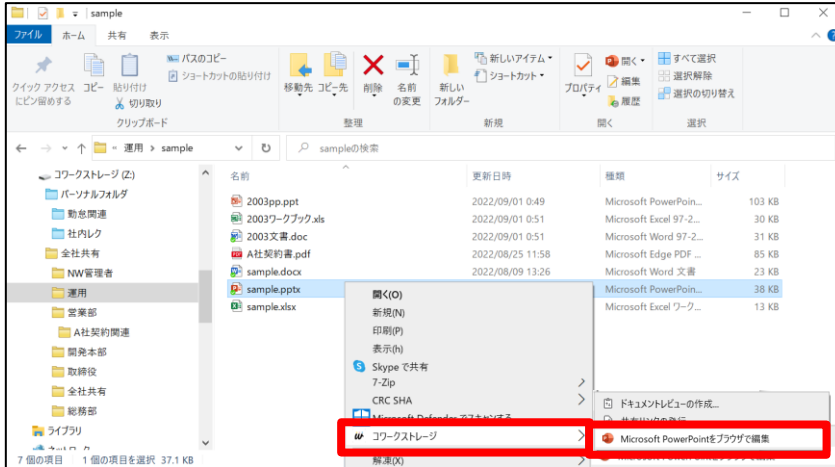 sample
ファイル ホーム 共有 表示
クイック アクセス
にピン留めする
コピー
貼り付け
パスのコピー
ショートカットの貼り付け
切り取り
クリップボード
移動先
コピー先
削除
名前
の変更
整理
新しい
フォルダー
新しいアイテム
ショートカット
新規
プロパティ
開く
編集
履歴
開く
すべて選択
選択解除
選択の切り替え
選択
« 運用 > sample
sampleの検索
コワークストレージ (Z:)
パーソナルフォルダ
勤怠関連
社内レク
全社共有
NW管理者
運用
営業部
A社契約関連
開発本部
取締役
全社共有
総務部
ライブラリ
名前 更新日時 種類 サイズ
2003pp.ppt 2022/09/01 0:49 Microsoft PowerPoin... 103 KB
2003ワークブック.xls 2022/09/01 0:51 Microsoft Excel 97-2... 30 KB
2003文書.doc 2022/09/01 0:51 Microsoft Word 97-2... 31 KB
A社契約書.pdf 2022/08/25 11:58 Microsoft Edge PDF ... 85 KB
sample.docx 2022/08/09 13:26 Microsoft Word 文書 23 KB
sample.pptx Microsoft PowerPoin... 38 KB
sample.xlsx Microsoft Excel ワーク... 13 KB
開く(O)
新規(N)
印刷(P)
表示(h)
Skype で共有
7-Zip
CRC SHA
Microsoft Defender でスキャンする
コワークストレージ
解凍(X)
ドキュメントレビューの作成...
共有リンクの発行
Microsoft PowerPointをブラウザで編集
7 個の項目 1 個の項目を選択 37.1 KB